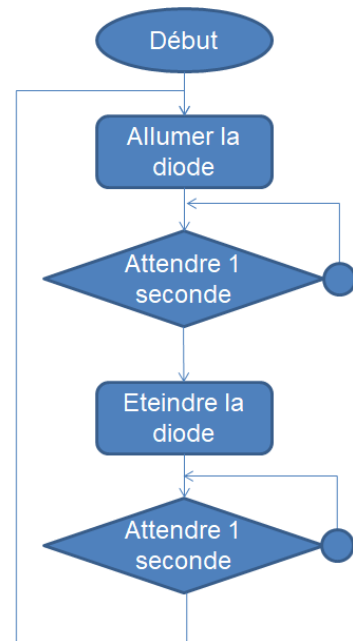 Début
Allumer la
diode
Attendre 1
seconde
Eteindre la
diode
Attendre 1
seconde